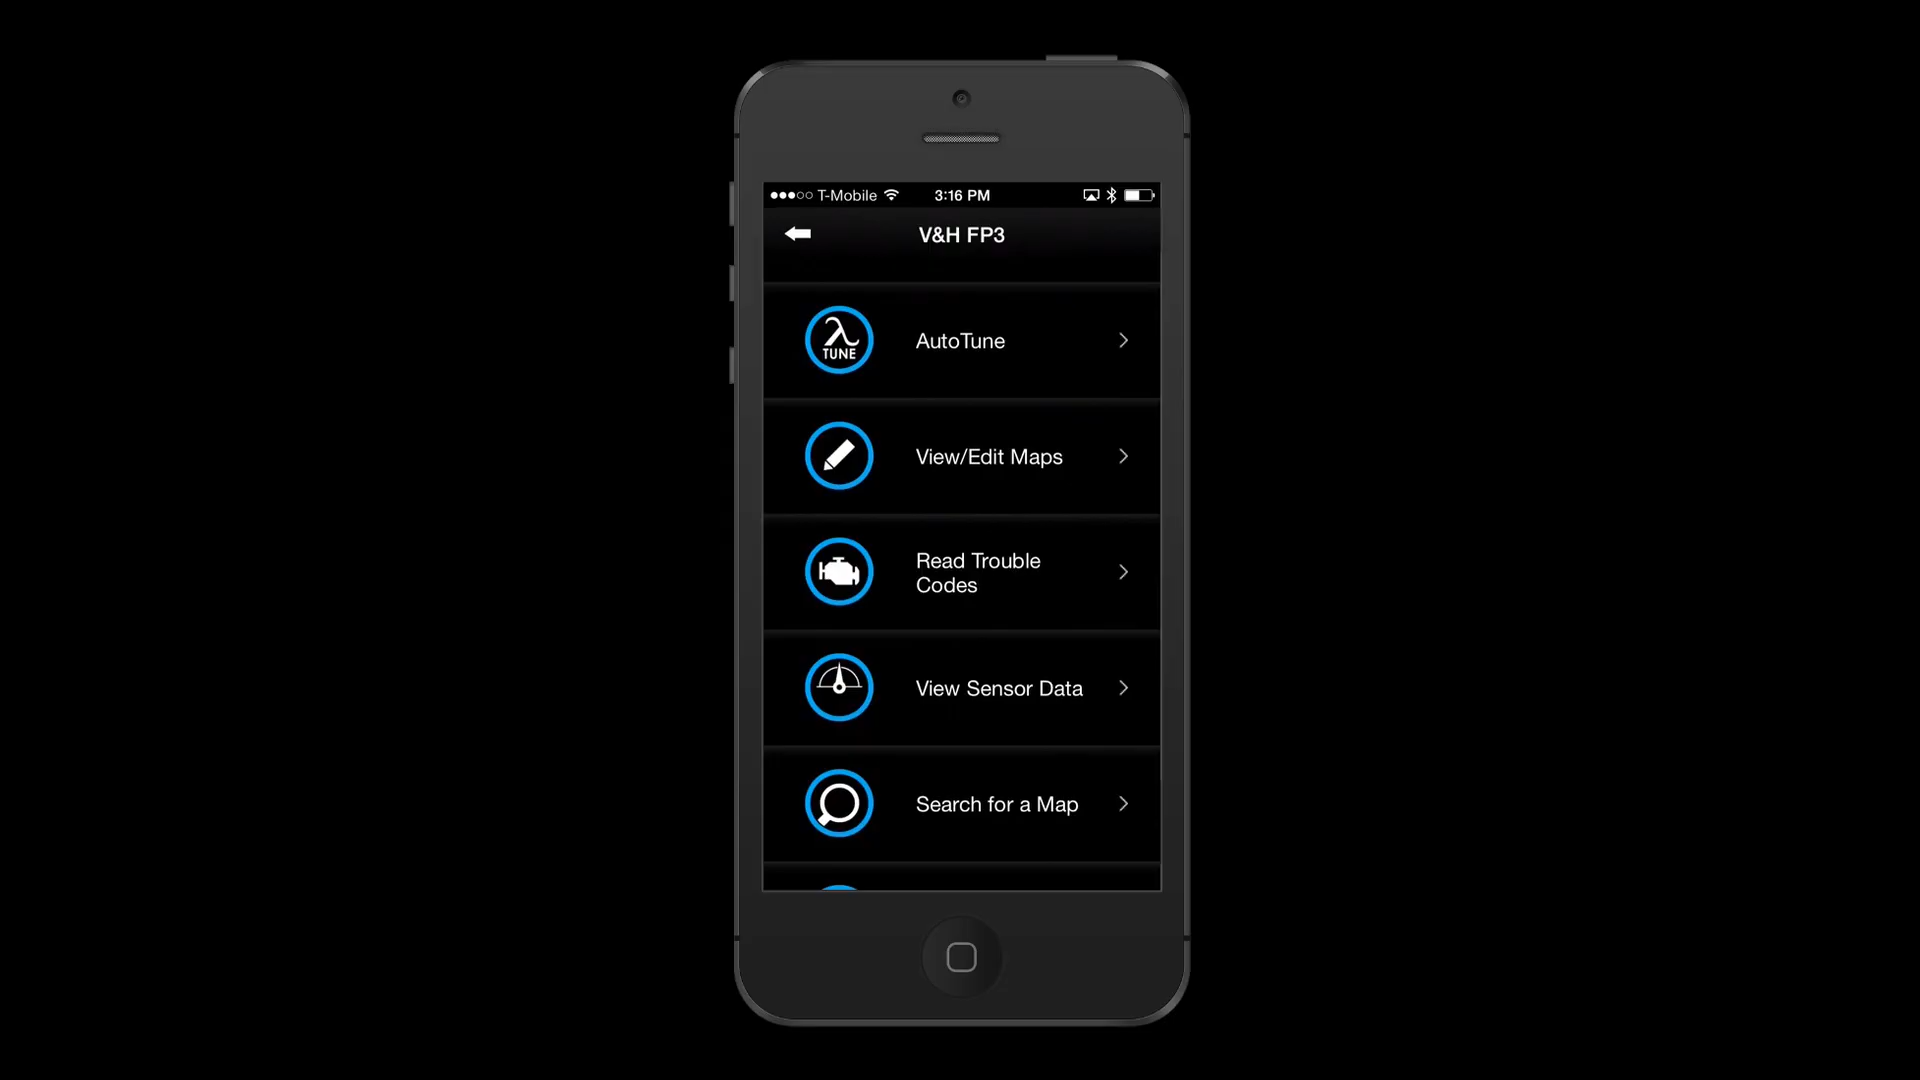 T-Mobile 3:16 PM
V&H FP3
λ
TUNE
AutoTune
View/Edit Maps
Read Trouble
Codes
View Sensor Data
Search for a Map